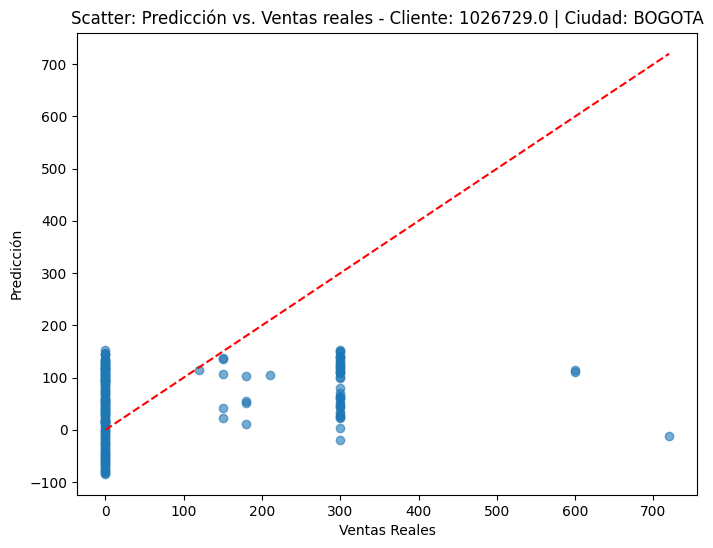 Scatter: Predicción vs. Ventas reales - Cliente: 1026729.0 | Ciudad: BOGOTA
700
600
500
400
300
200
100
0
−100
Predicción
0 100 200 300 400 500 600 700
Ventas Reales